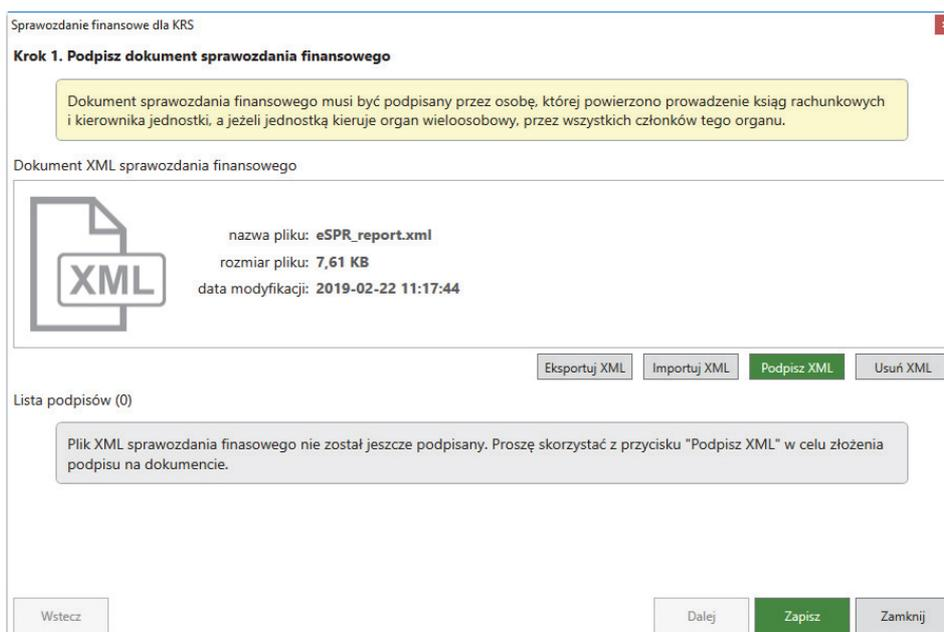 Sprawozdanie finansowe dla KRS
Krok 1. Podpisz dokument sprawozdania finansowego
Dokument sprawozdania finansowego musi być podpisany przez osobę, której powierzono prowadzenie ksiąg rachunkowych
i kierownika jednostki, a jeżeli jednostką kieruje organ wieloosobowy, przez wszystkich członków tego organu.
Dokument XML sprawozdania finansowego
XML
nazwa pliku: eSPR_report.xml
rozmiar pliku: 7,61 KB
data modyfikacji: 2019-02-22 11:17:44
Eksportuj XML Importuj XML Podpisz XML Usuń XML
Lista podpisów (0)
Plik XML sprawozdania finasowego nie został jeszcze podpisany. Proszę skorzystać z przycisku "Podpisz XML" w celu złożenia
podpisu na dokumencie.
Wstecz Dalej Zapisz Zamknij